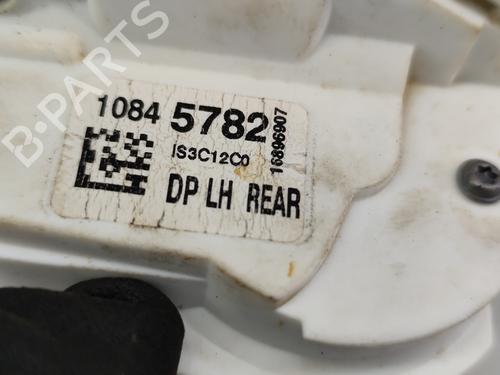 1084 5782
IS3C12C0
16896907
DP LH REAR
B-PARTS